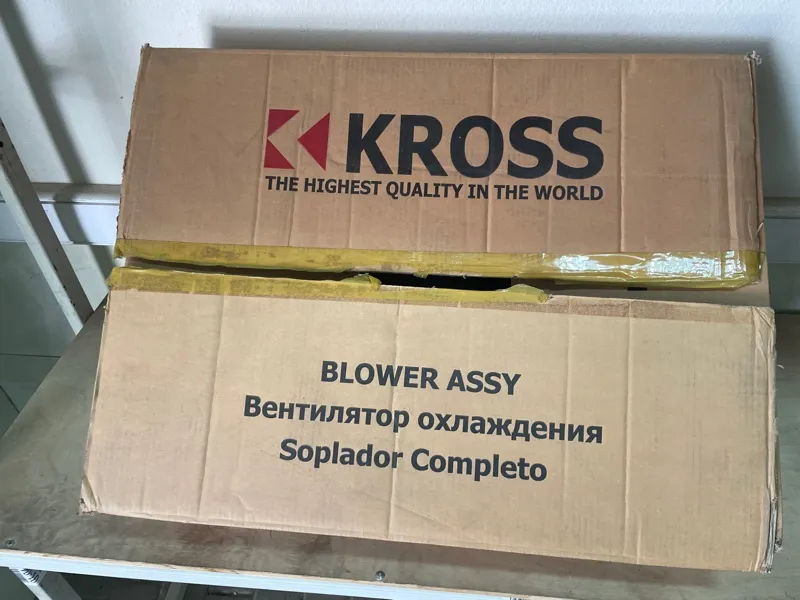 KROSS
THE HIGHEST QUALITY IN THE WORLD
BLOWER ASSY
Вентилятор охлаждения
Soplador Completo